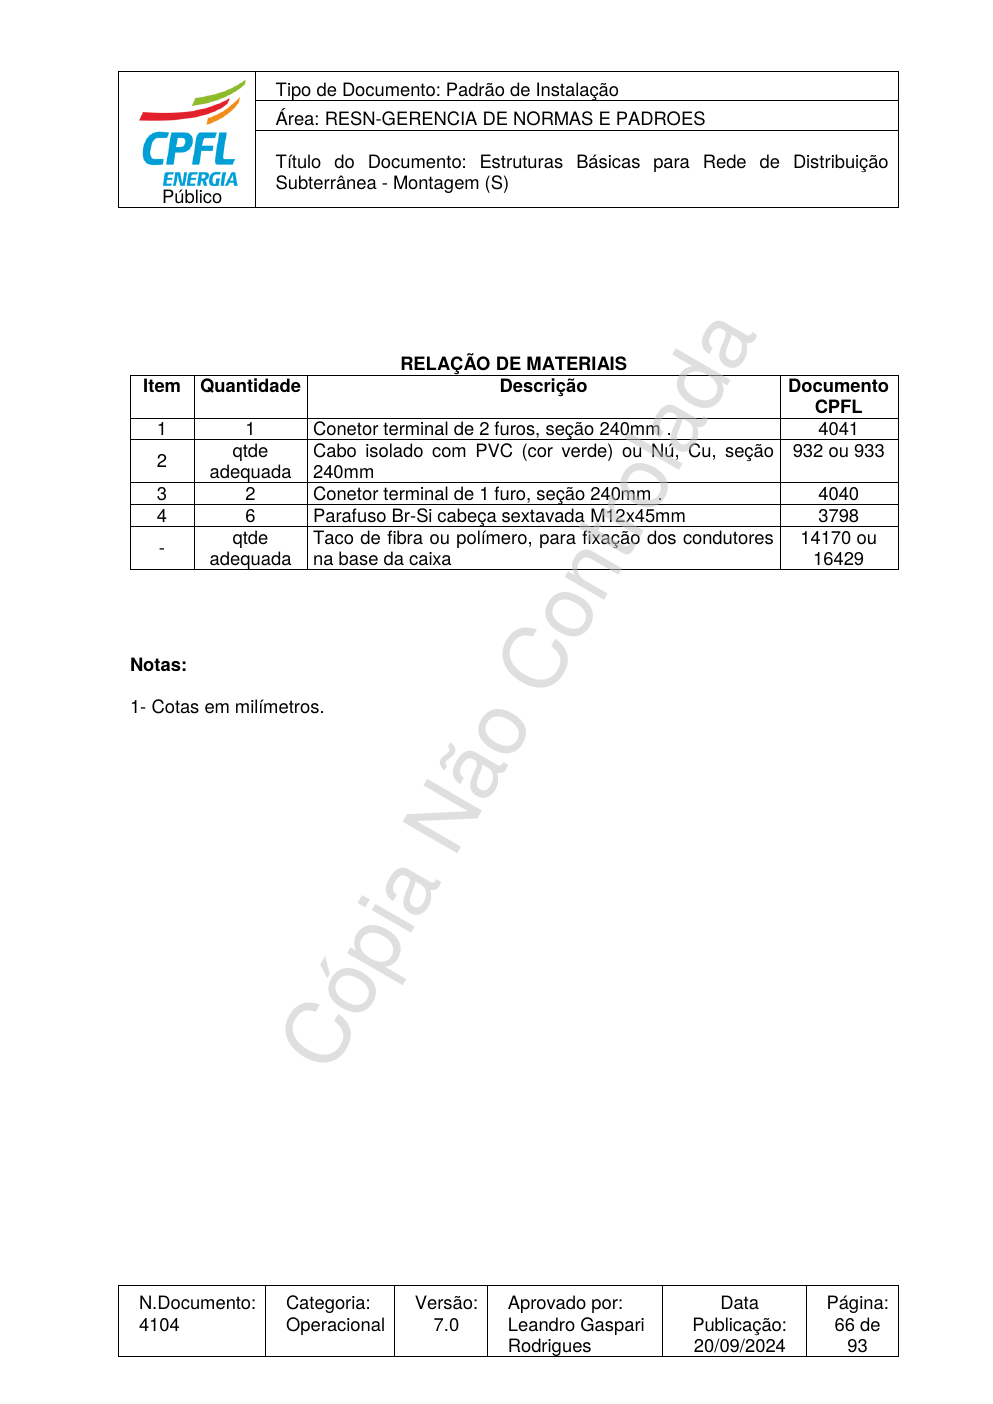 CPFL
ENERGIA
Público
Tipo de Documento: Padrão de Instalação
Área: RESN-GERENCIA DE NORMAS E PADROES
Título do Documento: Estruturas Básicas para Rede de Distribuição
Subterrânea - Montagem (S)
RELAÇÃO DE MATERIAIS
Item Quantidade Descrição Documento
CPFL
1 1 Conetor terminal de 2 furos, seção 240mm . 4041
2 qtde Cabo isolado com PVC (cor verde) ou Nú, Cu, seção 932 ou 933
adequada 240mm
3 2 Conetor terminal de 1 furo, seção 240mm . 4040
4 6 Parafuso Br-Si cabeça sextavada M12x45mm 3798
- qtde Taco de fibra ou polímero, para fixação dos condutores 14170 ou
adequada na base da caixa 16429
Notas:
1- Cotas em milímetros.
Cópia Não Controlada
N.Documento: Categoria: Versão: Aprovado por: Data Página:
4104 Operacional 7.0 Leandro Gaspari Publicação: 66 de
Rodrigues 20/09/2024 93